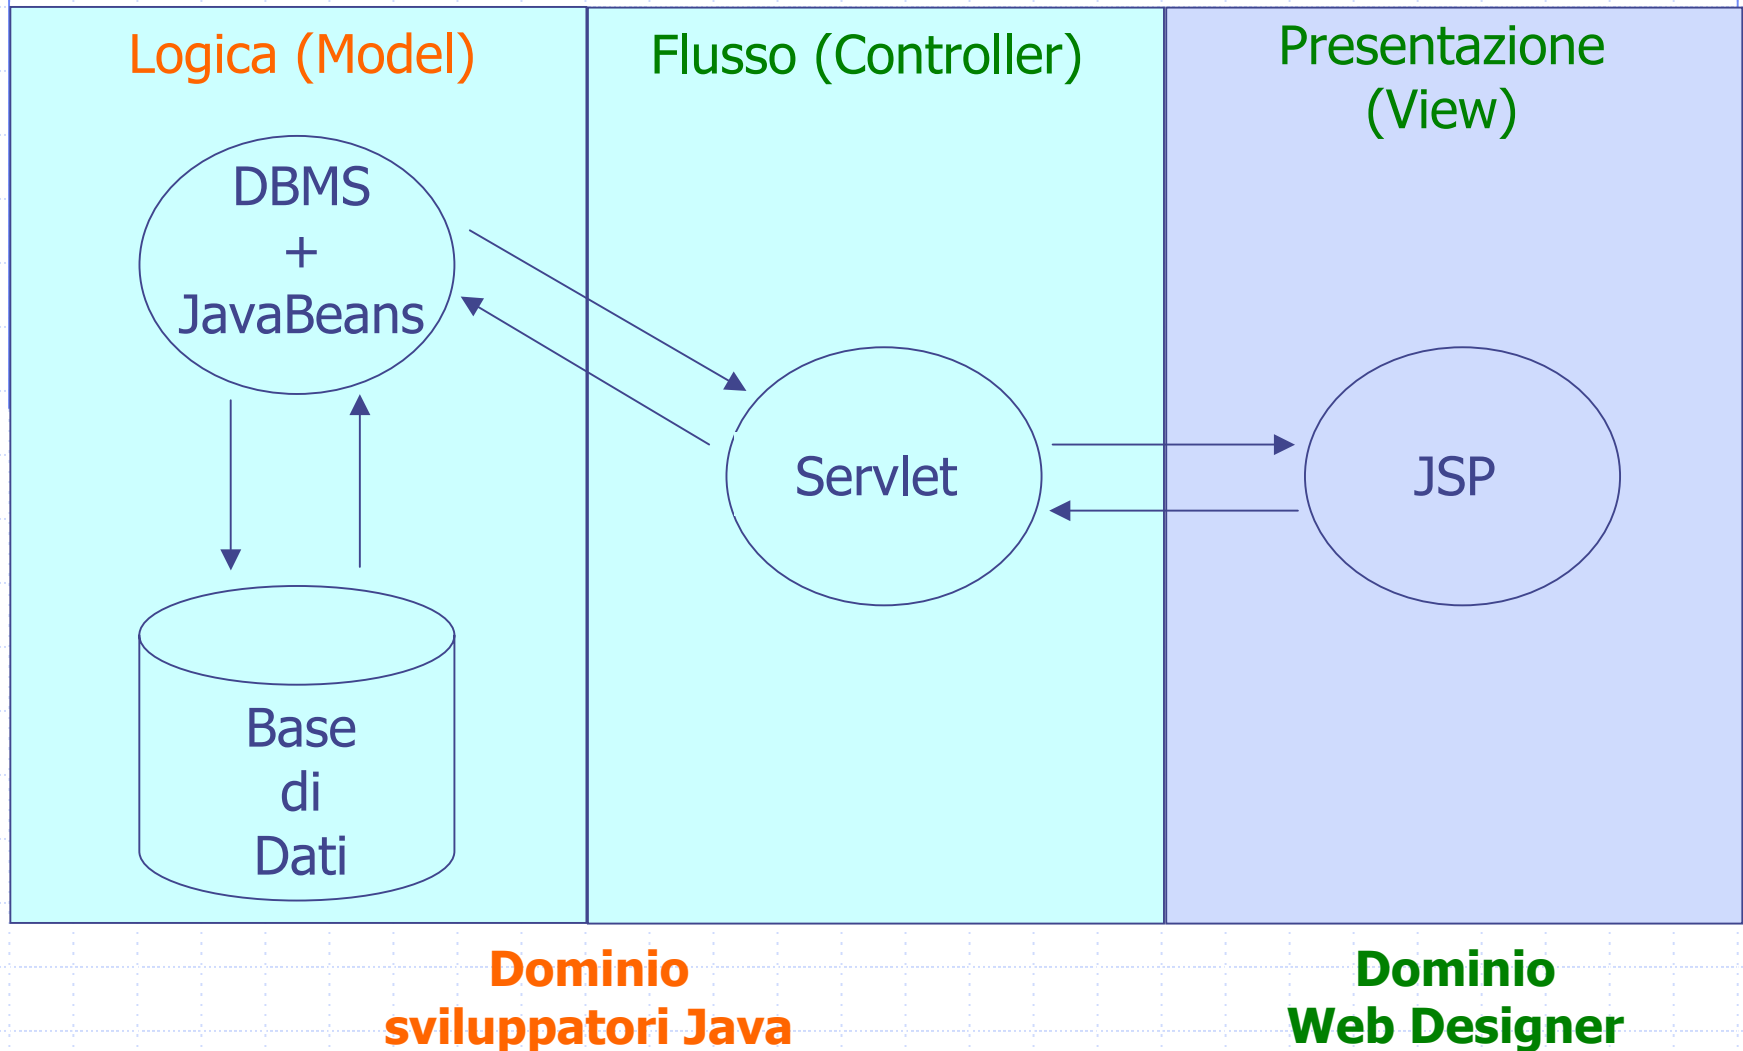 Logica (Model)
DBMS
+
JavaBeans
Base
di
Dati
Flusso (Controller)
Servlet
Presentazione
(View)
JSP
Dominio
sviluppatori Java
Dominio
Web Designer